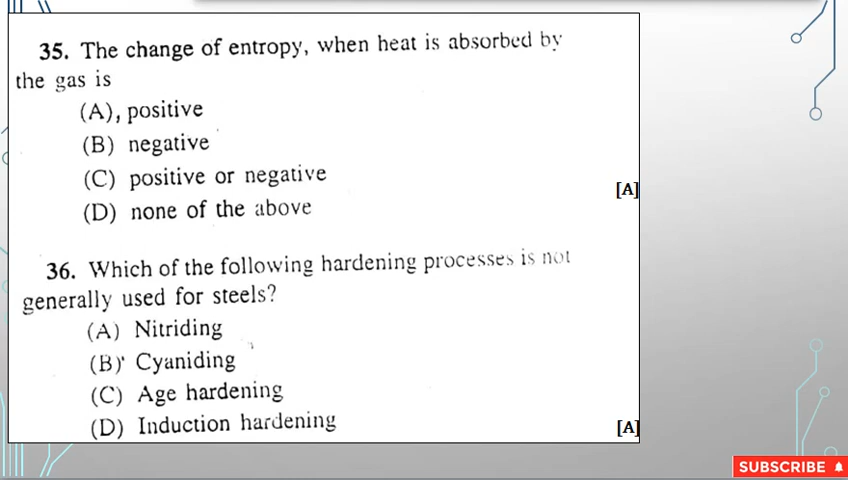 35. The change of entropy, when heat is absorbed by
the gas is
(A), positive
(B) negative
(C) positive or negative
[A]
(D) none of the above
36. Which of the following hardening processes is not
generally used for steels?
(A) Nitriding
(B) Cyaniding
(C) Age hardening
(D) Induction hardening
[A]
SUBSCRIBE